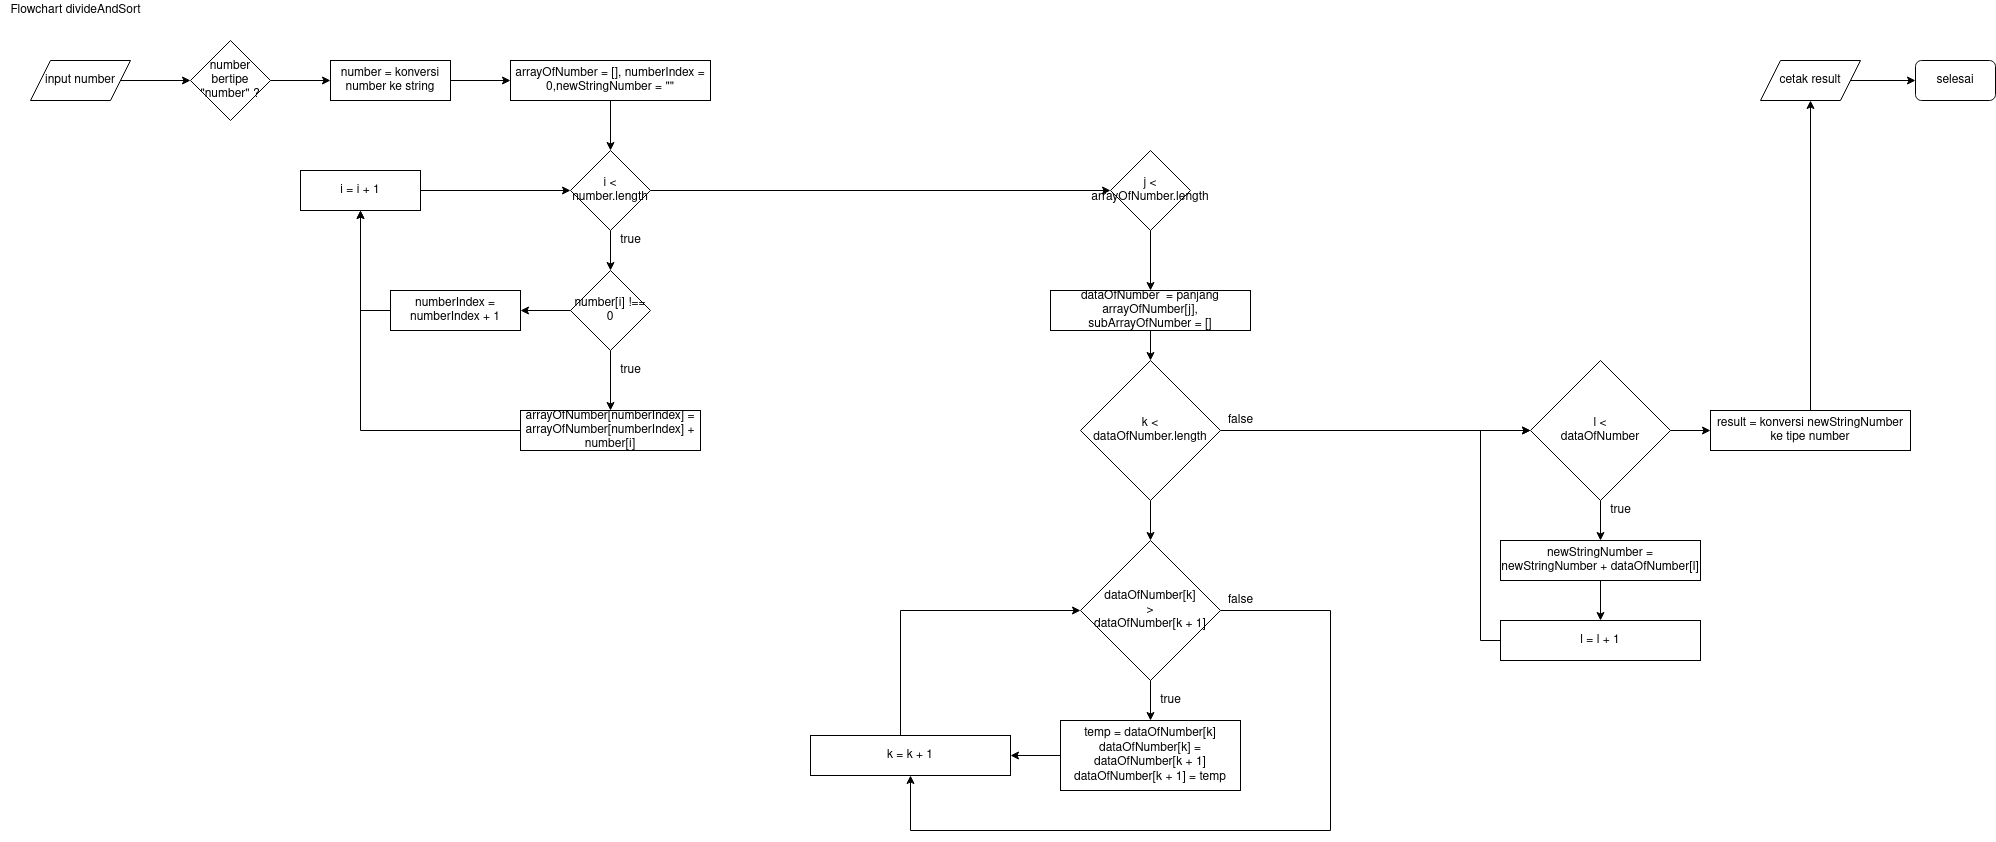 Flowchart divideAndSort
input number
number
bertipe
"number" ?
number = konversi
number ke string
arrayOfNumber = [], numberIndex =
0,newStringNumber = ""
cetak result
selesai
i = i + 1
i <
number.length
j <
arrayOfNumber.length
true
numberIndex =
numberIndex + 1
number[i] !==
0
dataOfNumber  = panjang
arrayOfNumber[j],
subArrayOfNumber = []
true
arrayOfNumber[numberIndex] =
arrayOfNumber[numberIndex] +
number[i]
k <
dataOfNumber.length
false
l <
dataOfNumber
result = konversi newStringNumber
ke tipe number
true
newStringNumber =
newStringNumber + dataOfNumber[l]
dataOfNumber[k]
>
dataOfNumber[k + 1]
false
l = l + 1
true
k = k + 1
temp = dataOfNumber[k]
dataOfNumber[k] =
dataOfNumber[k + 1]
dataOfNumber[k + 1] = temp